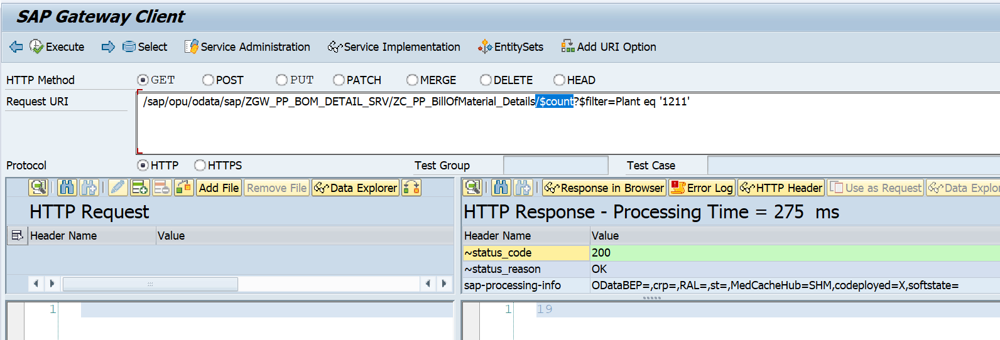 SAP Gateway Client
Execute Select Service Administration Service Implementation EntitySets Add URI Option
HTTP Method GET POST PUT PATCH MERGE DELETE HEAD
Request URI /sap/opu/odata/sap/ZGW_PP_BOM_DETAIL_SRV/ZC_PP_BillOfMaterial_Details/$count?$filter=Plant eq '1211'
Protocol HTTP HTTPS Test Group Test Case
Add File Remove File Data Explorer Response in Browser Error Log HTTP Header Use as Request Data Explor
HTTP Request HTTP Response - Processing Time = 275 ms
Header Name Value Header Name Value
~status_code 200
~status_reason OK
sap-processing-info ODataBEP=,crp=,RAL=,st=,MedCacheHub=SHM,codeployed=X,softstate=
1 1 19